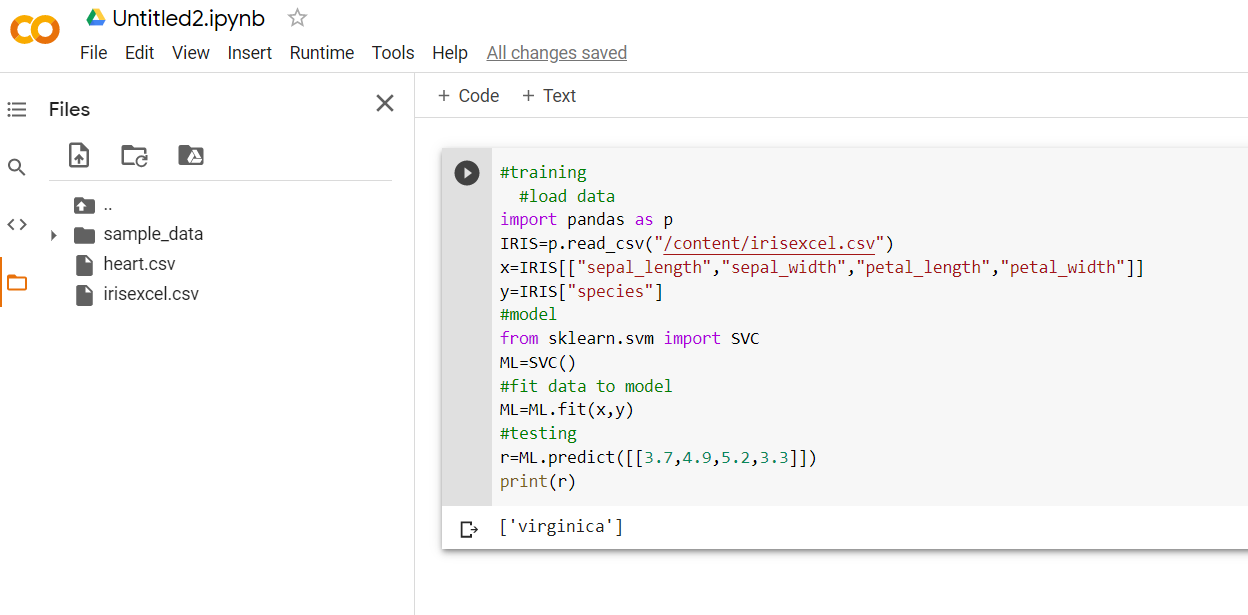 Untitled2.ipynb
File Edit View Insert Runtime Tools Help All changes saved
Files
+ Code + Text
..
sample_data
heart.csv
irisexcel.csv
#training
  #load data
import pandas as p
IRIS=p.read_csv("/content/irisexcel.csv")
x=IRIS[["sepal_length","sepal_width","petal_length","petal_width"]]
y=IRIS["species"]
#model
from sklearn.svm import SVC
ML=SVC()
#fit data to model
ML=ML.fit(x,y)
#testing
r=ML.predict([[3.7,4.9,5.2,3.3]])
print(r)
['virginica']